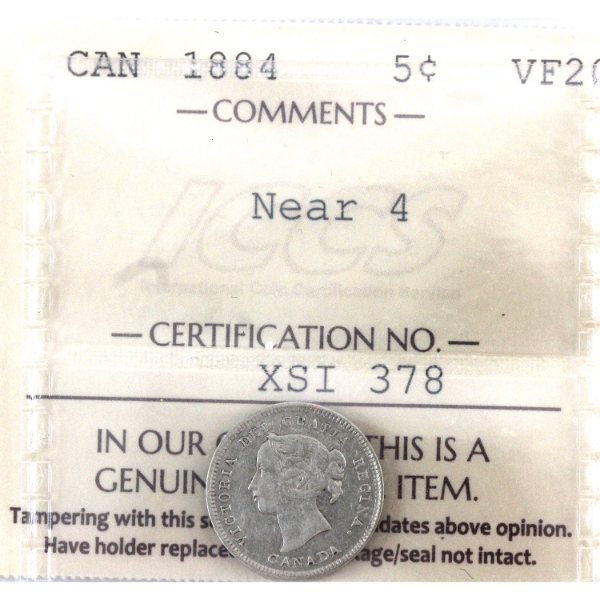 CAN 1884 5¢ VF20
—COMMENTS—
Near 4
ICCS
International Coin Certification Service
—CERTIFICATION NO.—
XSI 378
IN OUR THIS IS A
GENUIN ITEM.
Tampering with this s dates above opinion.
Have holder replace age/seal not intact.
VICTORIA DEI GRATIA REGINA.
CANADA